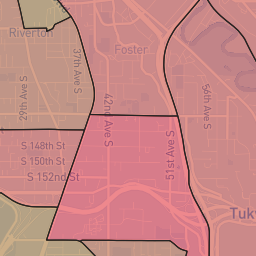 Riverton
Foster
37th Ave S
29th Ave S
42nd Ave S
56th Ave S
S 148th St
S 150th St
S 152nd St
51st Ave S
Tukw